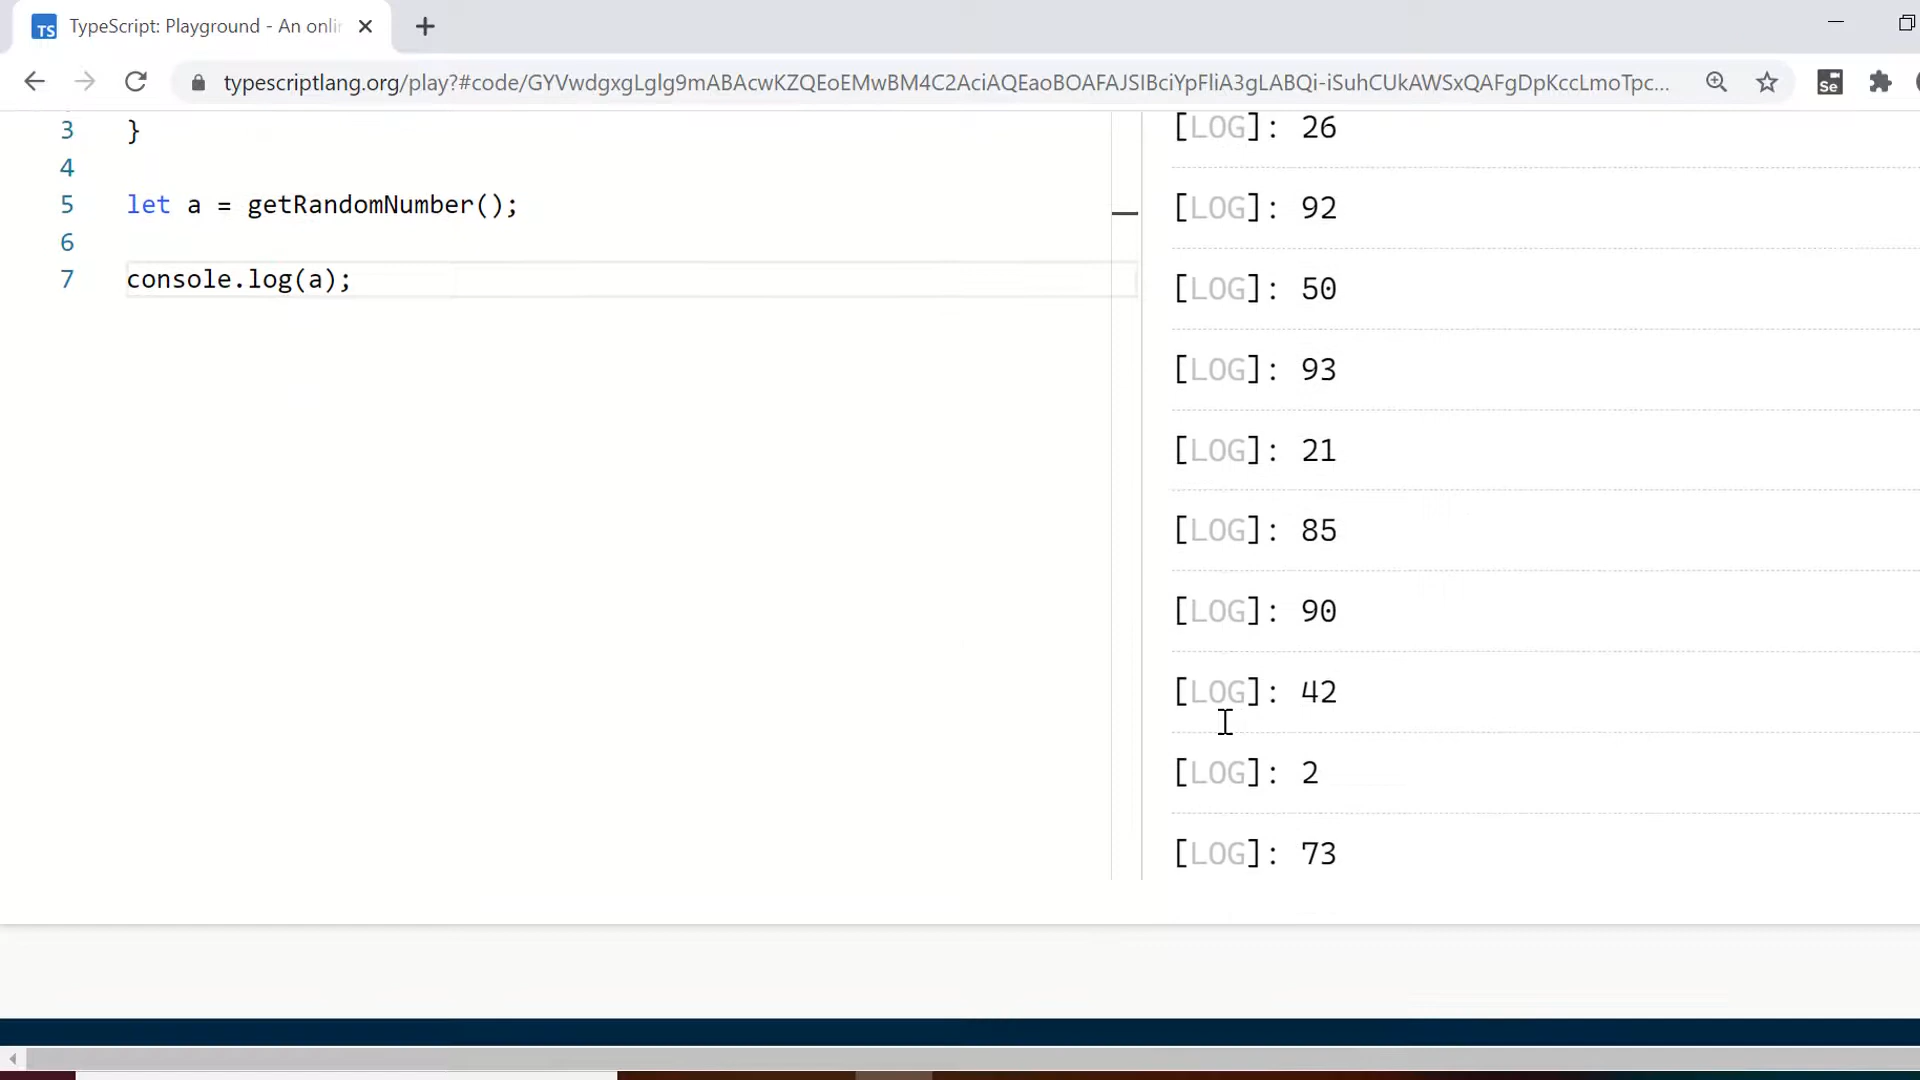 TS TypeScript: Playground - An onli
typescriptlang.org/play?#code/GYVwdgxgLglg9mABAcwKZQEoEMwBM4C2AciAQEaoBOAFAJSIBciYpFliA3gLABQi-iSuhCUkAWSxQAFgDpKccLmoTpc...
Se
3 }
4
5 let a = getRandomNumber();
6
7 console.log(a);
[LOG]: 26
[LOG]: 92
[LOG]: 50
[LOG]: 93
[LOG]: 21
[LOG]: 85
[LOG]: 90
[LOG]: 42
[LOG]: 2
[LOG]: 73